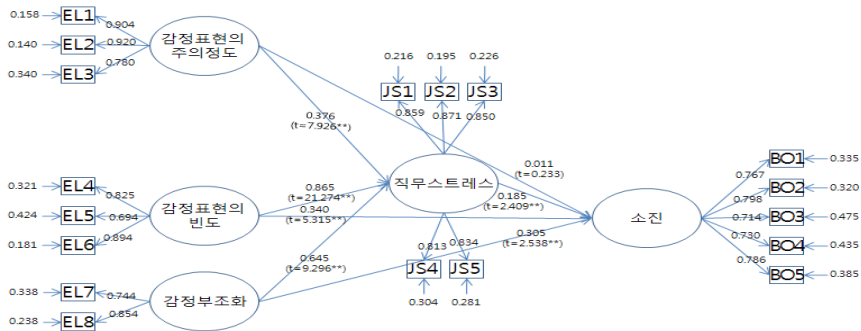 0.158
EL1
0.904
0.140
EL2
0.920
0.340
EL3
0.780
감정표현의
주의정도
0.216
0.195
0.226
JS1
JS2
JS3
0.859
0.871
0.850
0.376
(t=7.926**)
0.011
(t=0.233)
직무스트레스
0.185
(t=2.409**)
0.321
EL4
0.825
0.424
EL5
0.694
0.181
EL6
0.894
감정표현의
빈도
0.865
(t=21.274**)
0.340
(t=5.315**)
소진
0.767
BO1
0.335
0.798
BO2
0.320
0.714
BO3
0.475
0.730
BO4
0.435
0.786
BO5
0.385
0.305
(t=2.538**)
0.645
(t=9.296**)
0.813
0.834
JS4
JS5
0.304
0.281
0.338
EL7
0.744
0.238
EL8
0.854
감정부조화